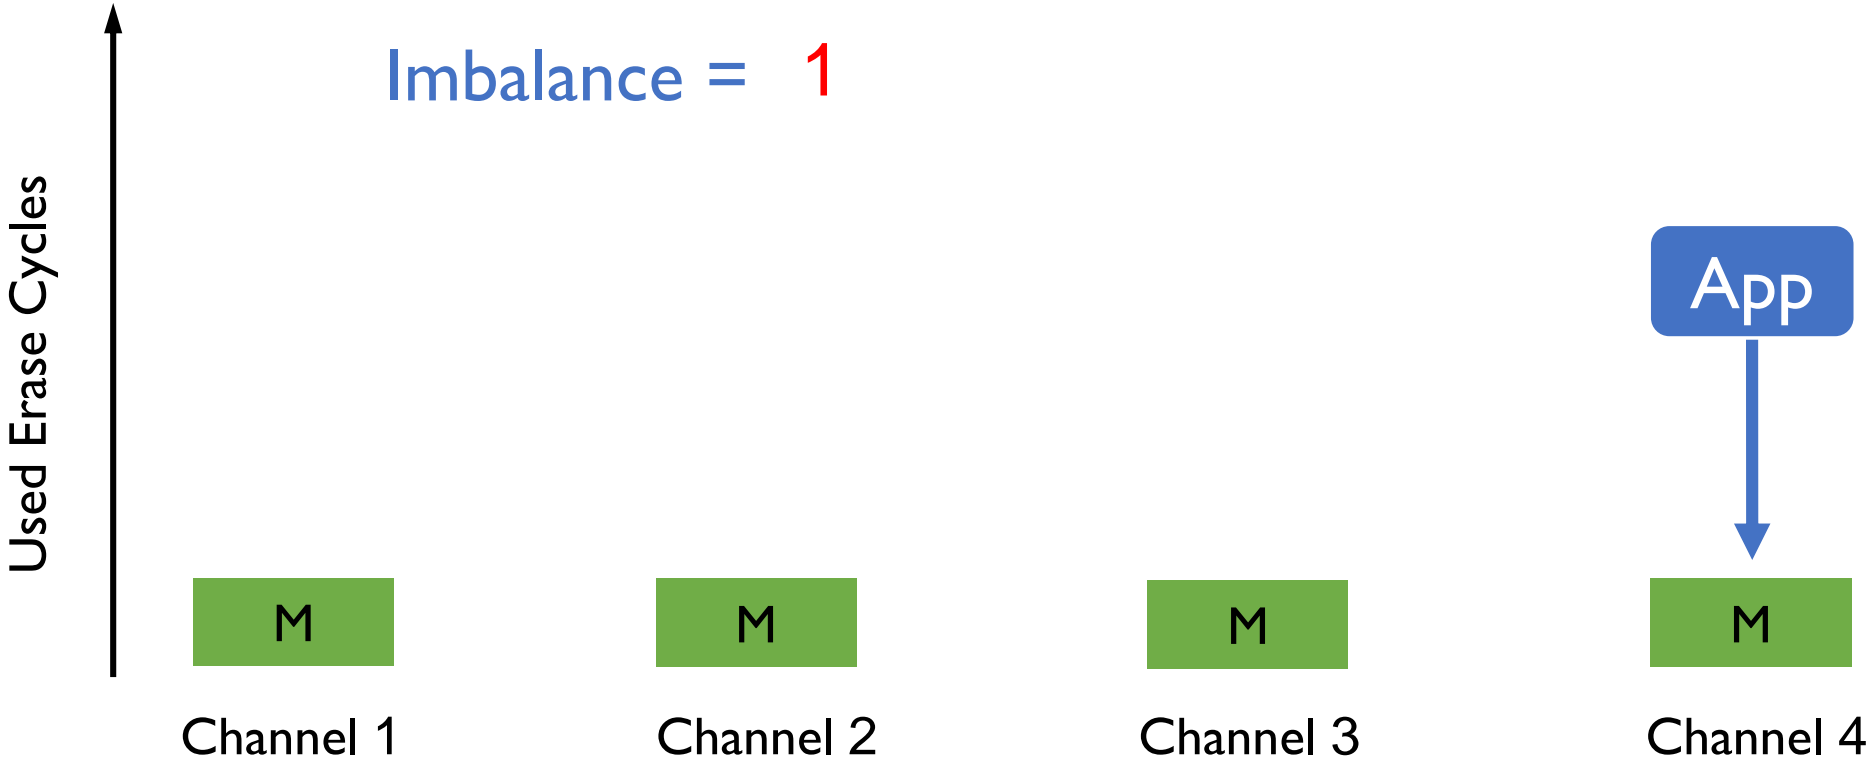 Imbalance = 1
Used Erase Cycles
App
M M M M
Channel 1 Channel 2 Channel 3 Channel 4